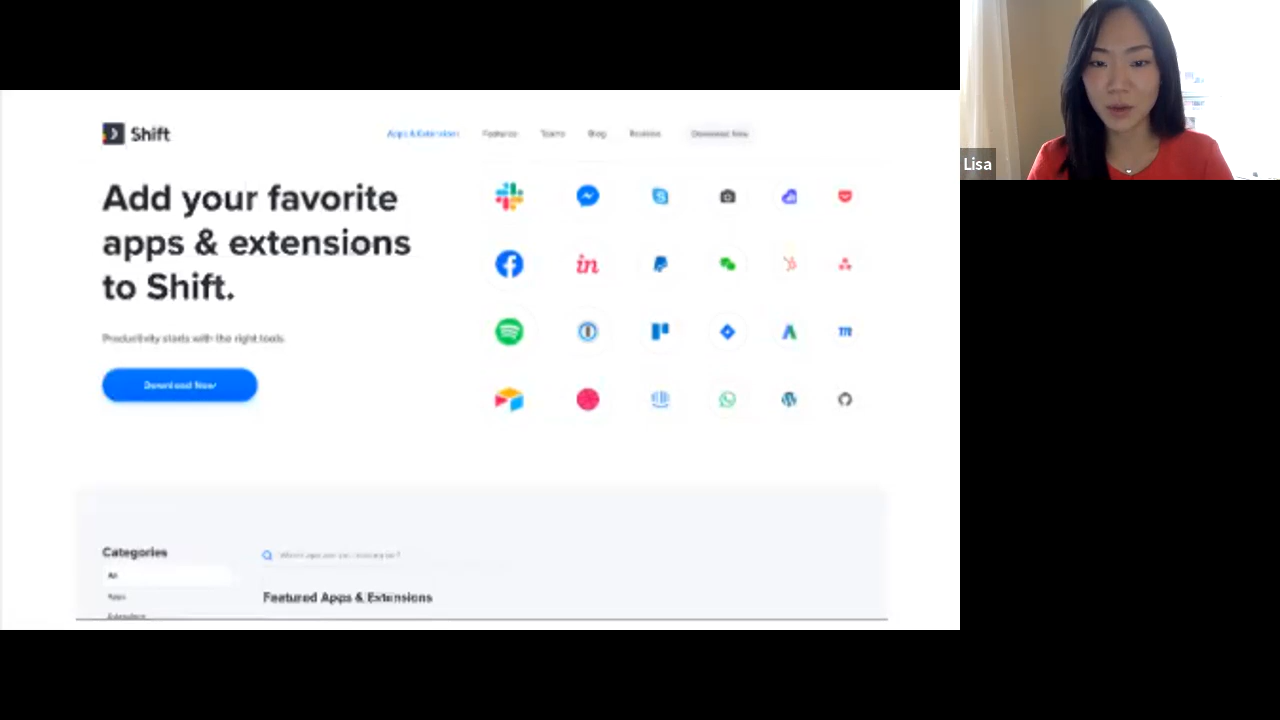 Shift
Apps & Extensions Features Teams Blog Reviews Download Now
Add your favorite
apps & extensions
to Shift.
Productivity starts with the right tools.
Download Now
Categories
All
Apps
Extensions
Featured Apps & Extensions
Lisa